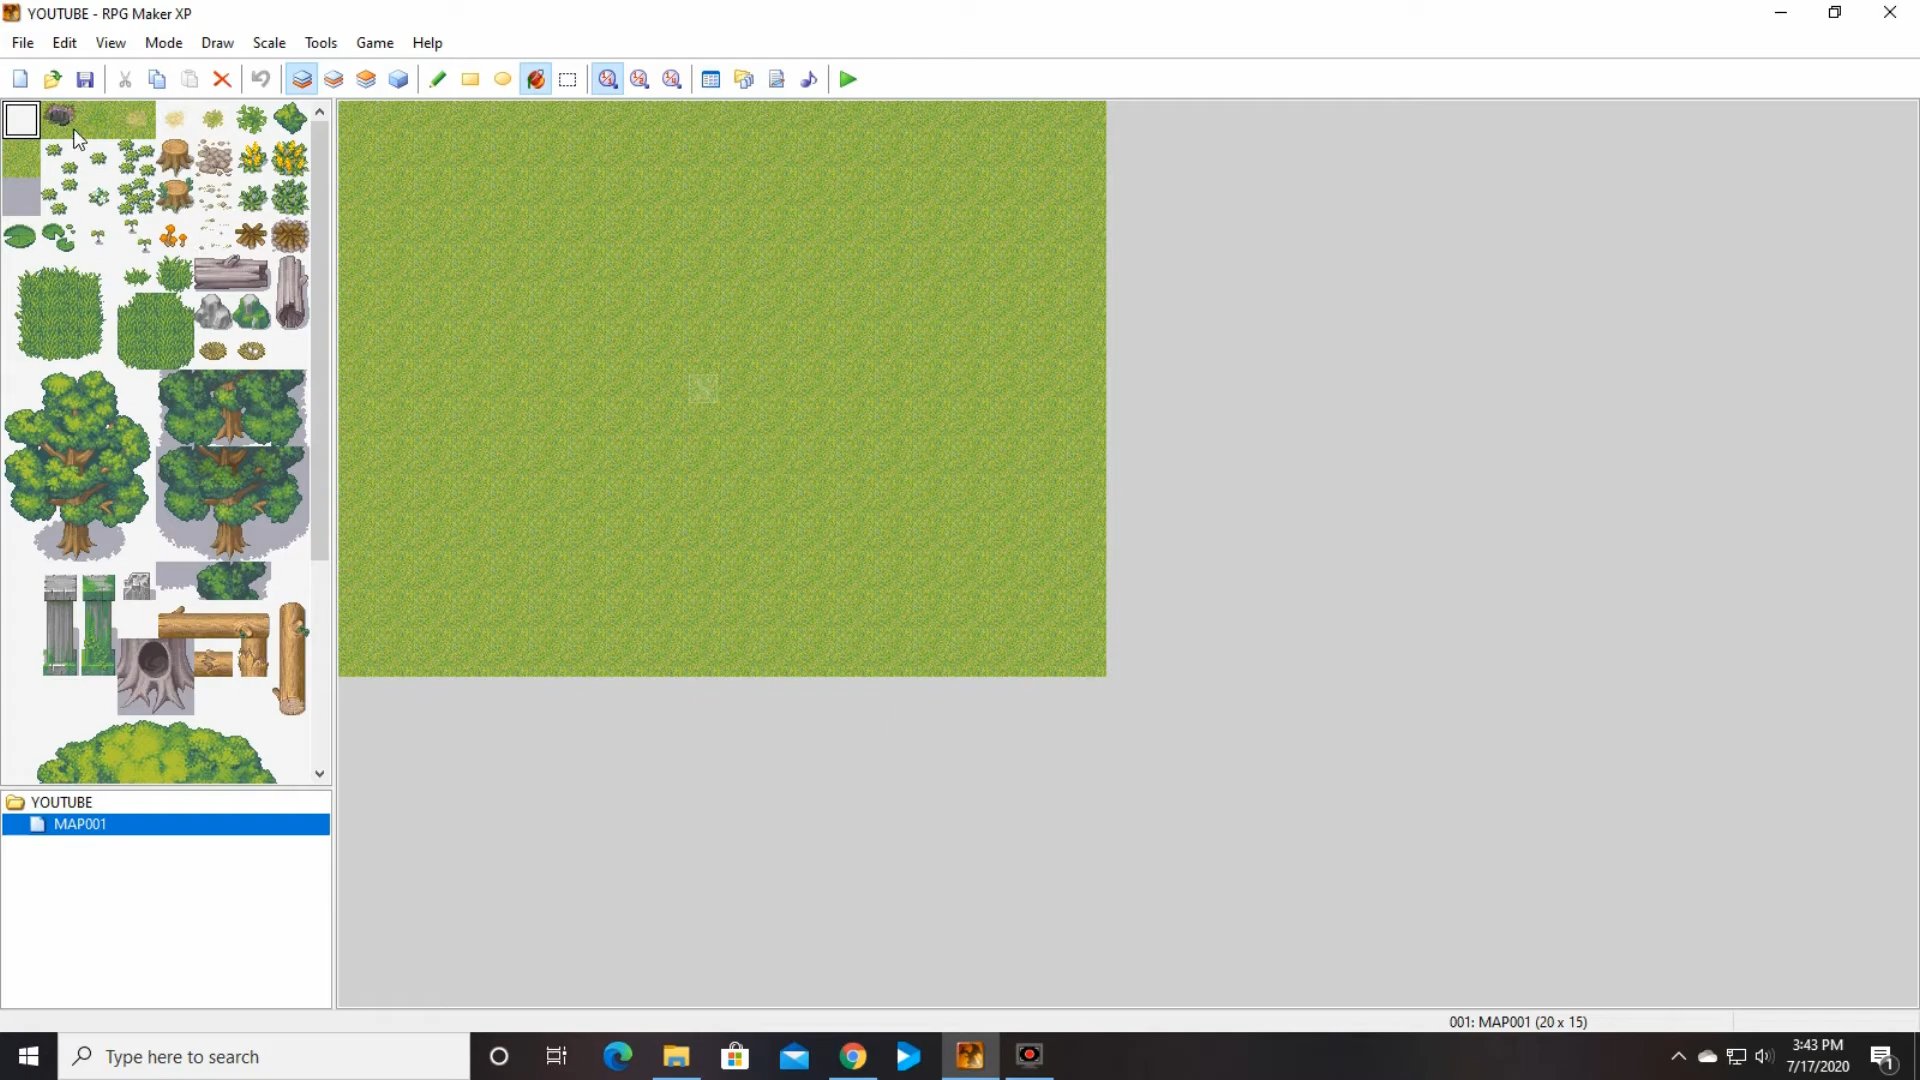 YOUTUBE - RPG Maker XP
File Edit View Mode Draw Scale Tools Game Help
YOUTUBE
MAP001
001: MAP001 (20 x 15)
Type here to search
3:43 PM
7/17/2020
1